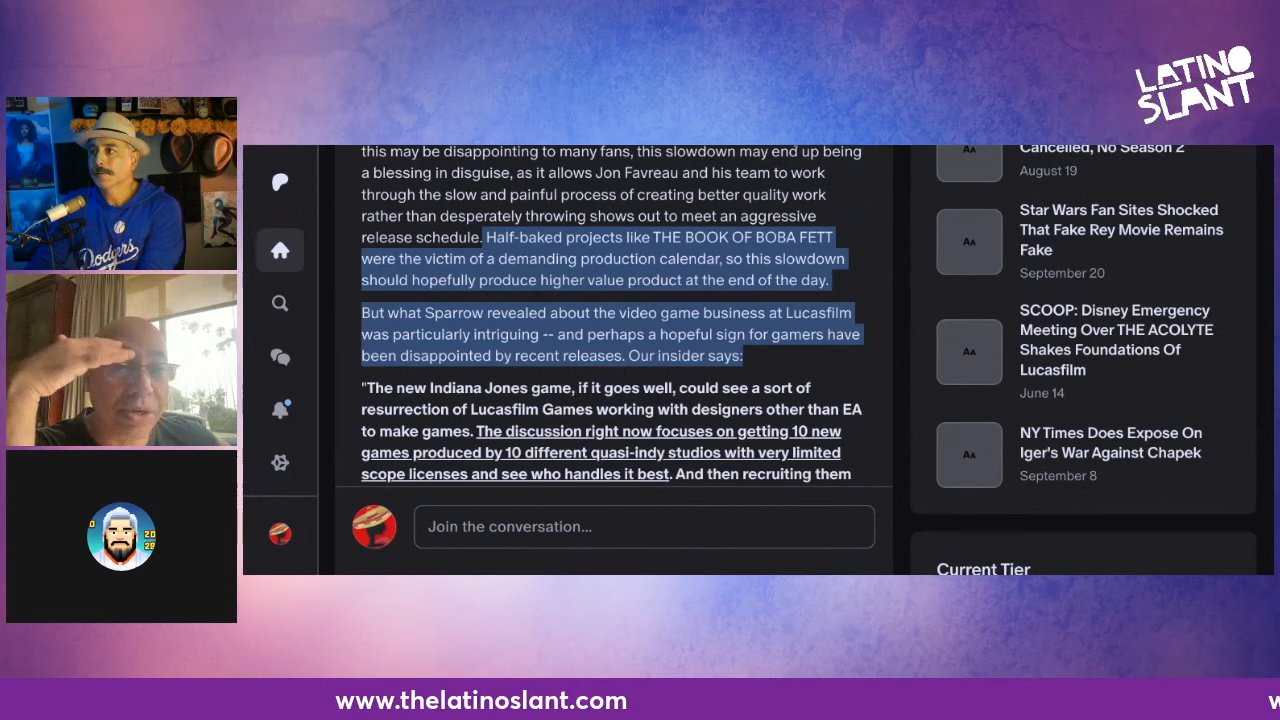 LATINO
SLANT
Dodgers
this may be disappointing to many fans, this slowdown may end up being
a blessing in disguise, as it allows Jon Favreau and his team to work
through the slow and painful process of creating better quality work
rather than desperately throwing shows out to meet an aggressive
release schedule. Half-baked projects like THE BOOK OF BOBA FETT
were the victim of a demanding production calendar, so this slowdown
should hopefully produce higher value product at the end of the day.
But what Sparrow revealed about the video game business at Lucasfilm
was particularly intriguing -- and perhaps a hopeful sign for gamers have
been disappointed by recent releases. Our insider says:
"The new Indiana Jones game, if it goes well, could see a sort of
resurrection of Lucasfilm Games working with designers other than EA
to make games. The discussion right now focuses on getting 10 new
games produced by 10 different quasi-indy studios with very limited
scope licenses and see who handles it best. And then recruiting them
Join the conversation...
AA
Cancelled, No Season 2
August 19
AA
Star Wars Fan Sites Shocked
That Fake Rey Movie Remains
Fake
September 20
AA
SCOOP: Disney Emergency
Meeting Over THE ACOLYTE
Shakes Foundations Of
Lucasfilm
June 14
AA
NY Times Does Expose On
Iger's War Against Chapek
September 8
Current Tier
0
20
28
www.thelatinoslant.com
w